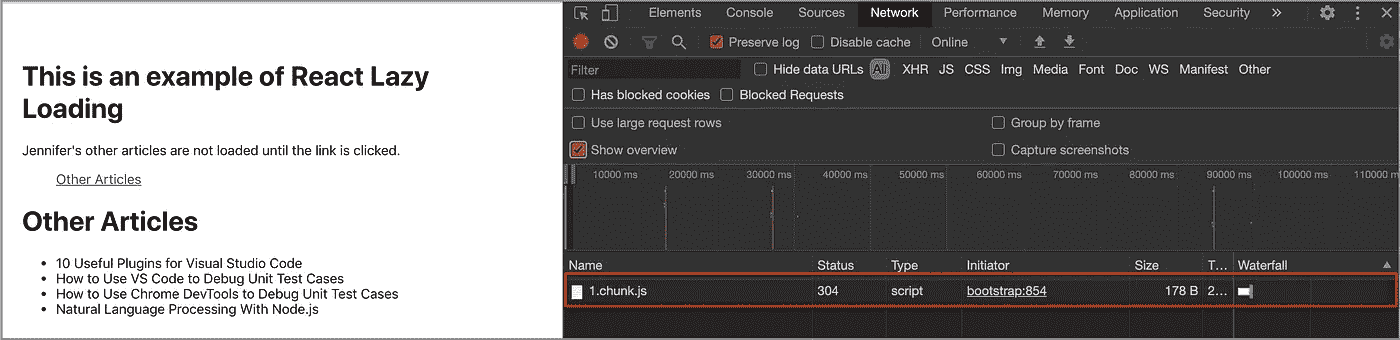 This is an example of React Lazy
Loading
Jennifer's other articles are not loaded until the link is clicked.
Other Articles
Other Articles
• 10 Useful Plugins for Visual Studio Code
• How to Use VS Code to Debug Unit Test Cases
• How to Use Chrome DevTools to Debug Unit Test Cases
• Natural Language Processing With Node.js
Elements Console Sources Network Performance Memory Application Security »
Preserve log Disable cache Online
Filter Hide data URLs All XHR JS CSS Img Media Font Doc WS Manifest Other
Has blocked cookies Blocked Requests
Use large request rows Group by frame
Show overview Capture screenshots
10000 ms 20000 ms 30000 ms 40000 ms 50000 ms 60000 ms 70000 ms 80000 ms 90000 ms 100000 ms 110000 m
Name Status Type Initiator Size T... Waterfall
1.chunk.js 304 script bootstrap:854 178 B 2...